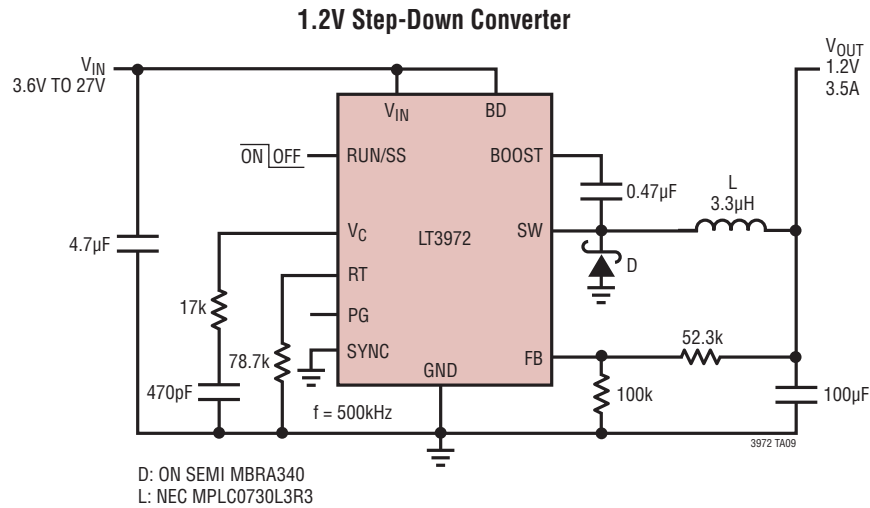 1.2V Step-Down Converter
VIN
3.6V TO 27V
VOUT
1.2V
3.5A
VIN
BD
ON OFF
RUN/SS
BOOST
0.47µF
L
3.3µH
4.7µF
VC
LT3972
SW
D
RT
17k
PG
78.7k
SYNC
52.3k
FB
GND
470pF
100k
100µF
f = 500kHz
3972 TA09
D: ON SEMI MBRA340
L: NEC MPLC0730L3R3